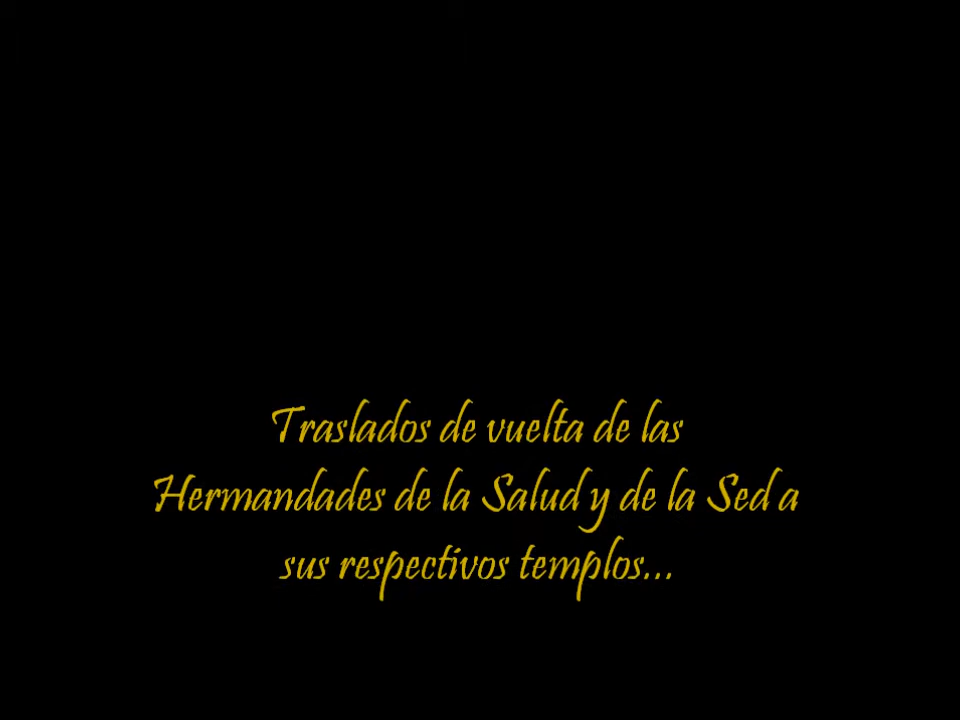 Traslados de vuelta de las
Hermandades de la Salud y de la Sed a
sus respectivos templos...